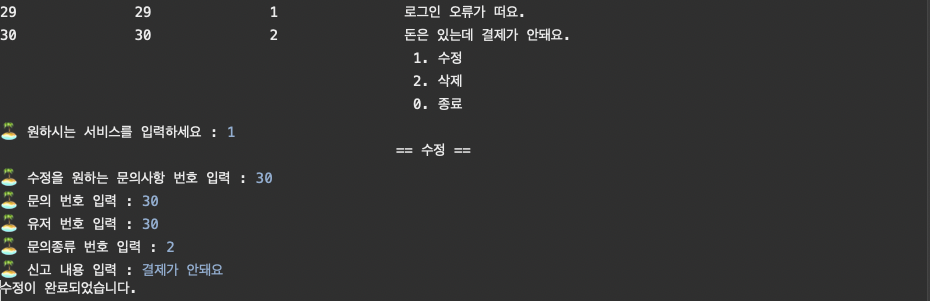 29 29 1 로그인 오류가 떠요.
30 30 2 돈은 있는데 결제가 안돼요.
1. 수정
2. 삭제
0. 종료
🏝 원하시는 서비스를 입력하세요 : 1
== 수정 ==
🏝 수정을 원하는 문의사항 번호 입력 : 30
🏝 문의 번호 입력 : 30
🏝 유저 번호 입력 : 30
🏝 문의종류 번호 입력 : 2
🏝 신고 내용 입력 : 결제가 안돼요
수정이 완료되었습니다.